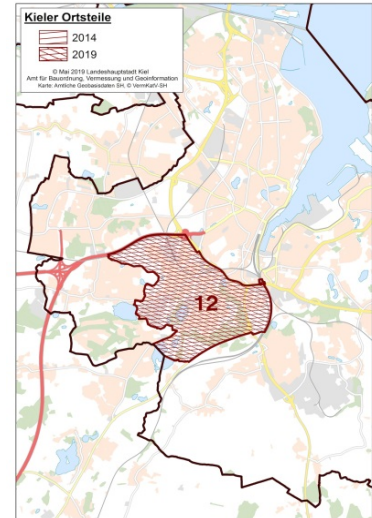 Kieler Ortsteile
2014
2019
© Mai 2019 Landeshauptstadt Kiel
Amt für Bauordnung, Vermessung und Geoinformation
Karte: Amtliche Geobasisdaten SH, © VermKatV-SH
12